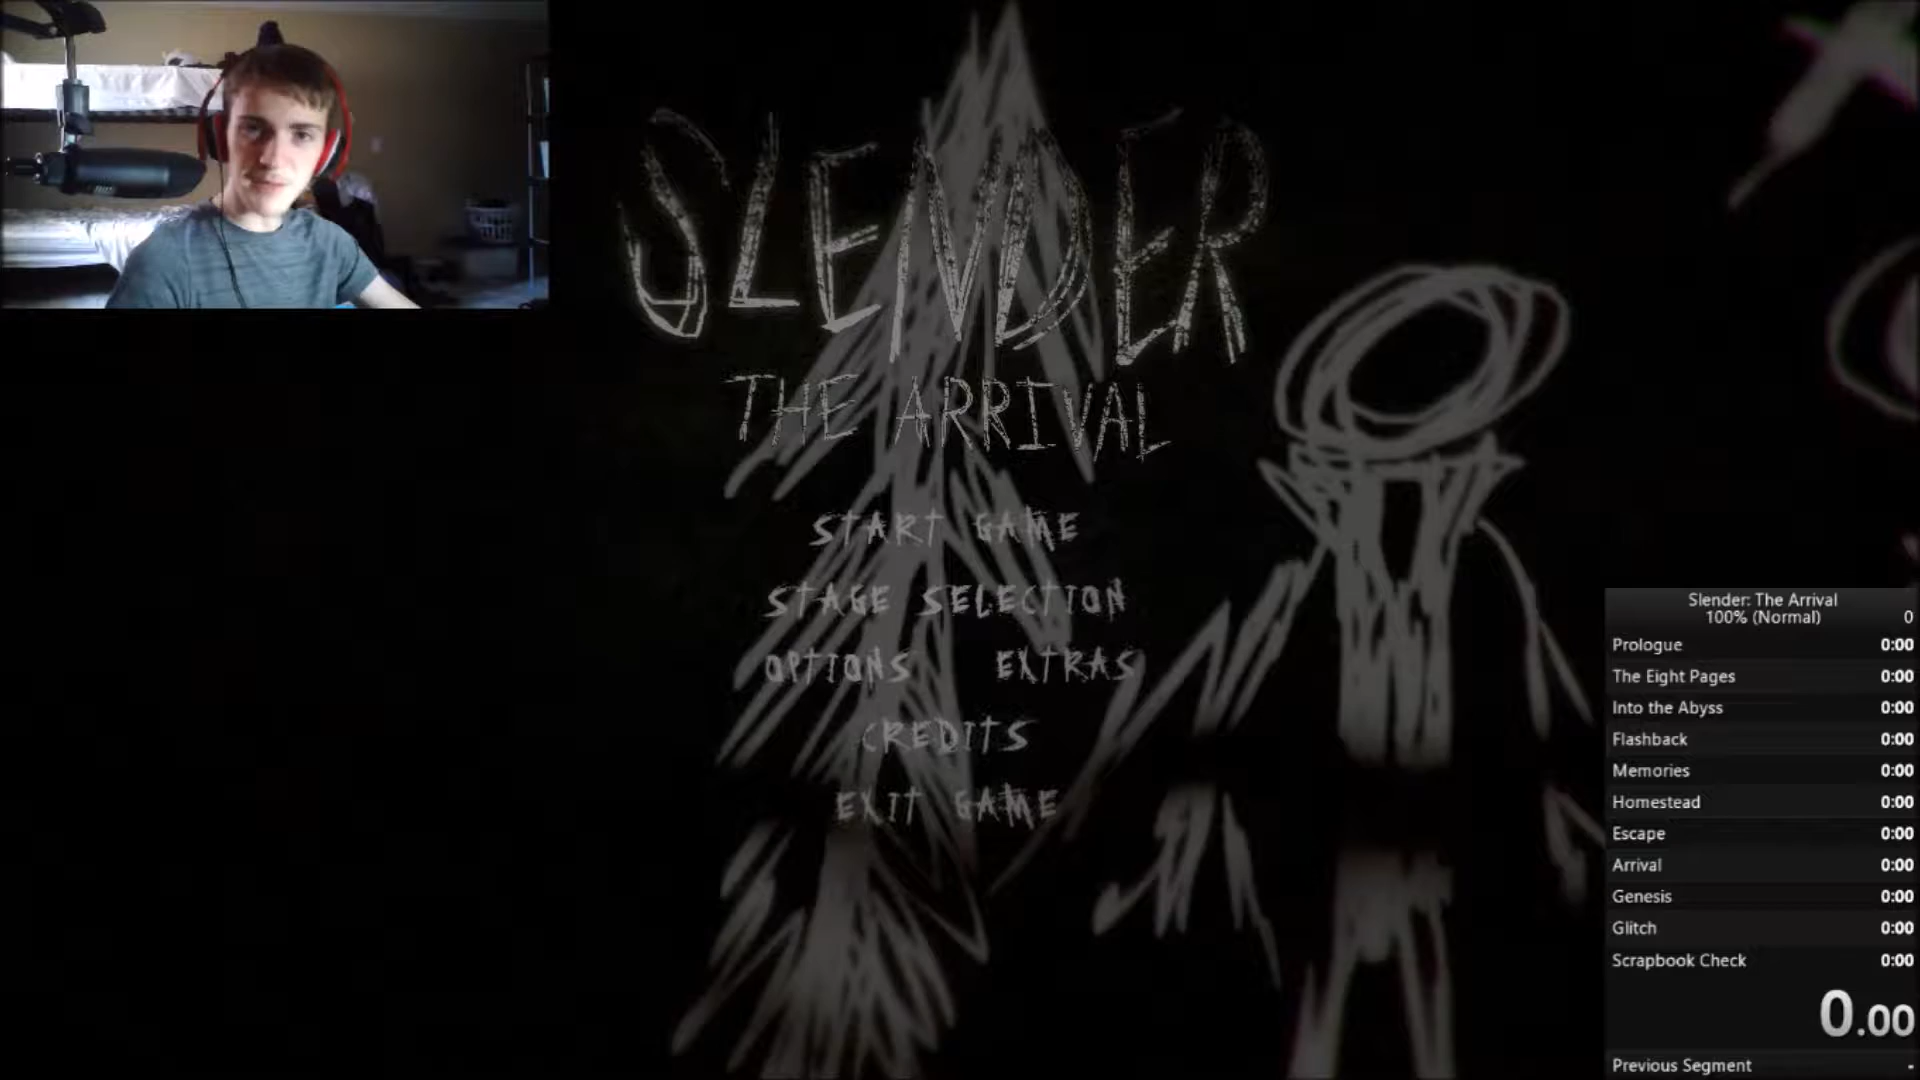 SLENDER
THE ARRIVAL
START GAME
STAGE SELECTION
OPTIONS EXTRAS
CREDITS
EXIT GAME
Slender: The Arrival
100% (Normal) 0
Prologue 0:00
The Eight Pages 0:00
Into the Abyss 0:00
Flashback 0:00
Memories 0:00
Homestead 0:00
Escape 0:00
Arrival 0:00
Genesis 0:00
Glitch 0:00
Scrapbook Check 0:00
0.00
Previous Segment -